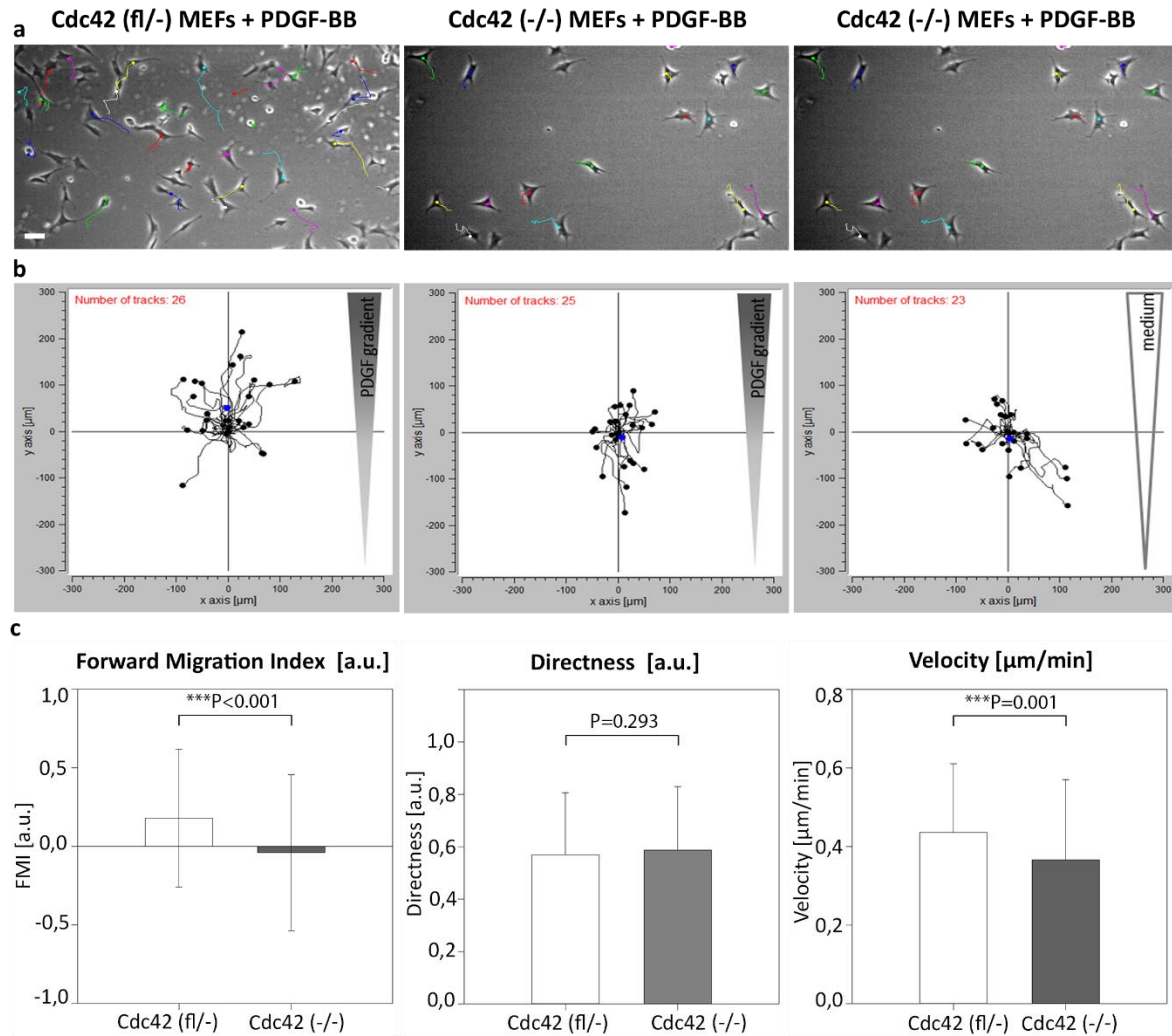 Cdc42 (fl/-) MEFs + PDGF-BB
Cdc42 (-/-) MEFs + PDGF-BB
Cdc42 (-/-) MEFs + PDGF-BB
a
b
Number of tracks: 26
300
200
100
0
-100
-200
-300
y axis [µm]
-300 -200 -100 0 100 200 300
x axis [µm]
PDGF gradient
Number of tracks: 25
300
200
100
0
-100
-200
-300
y axis [µm]
-300 -200 -100 0 100 200 300
x axis [µm]
PDGF gradient
Number of tracks: 23
300
200
100
0
-100
-200
-300
y axis [µm]
-300 -200 -100 0 100 200 300
x axis [µm]
medium
c
Forward Migration Index [a.u.]
1,0
0,5
0,0
-0,5
-1,0
FMI [a.u.]
***P<0.001
Cdc42 (fl/-) Cdc42 (-/-)
Directness [a.u.]
1,0
0,8
0,6
0,4
0,2
0,0
Directness [a.u.]
P=0.293
Cdc42 (fl/-) Cdc42 (-/-)
Velocity [µm/min]
0,8
0,6
0,4
0,2
0,0
Velocity [µm/min]
***P=0.001
Cdc42 (fl/-) Cdc42 (-/-)